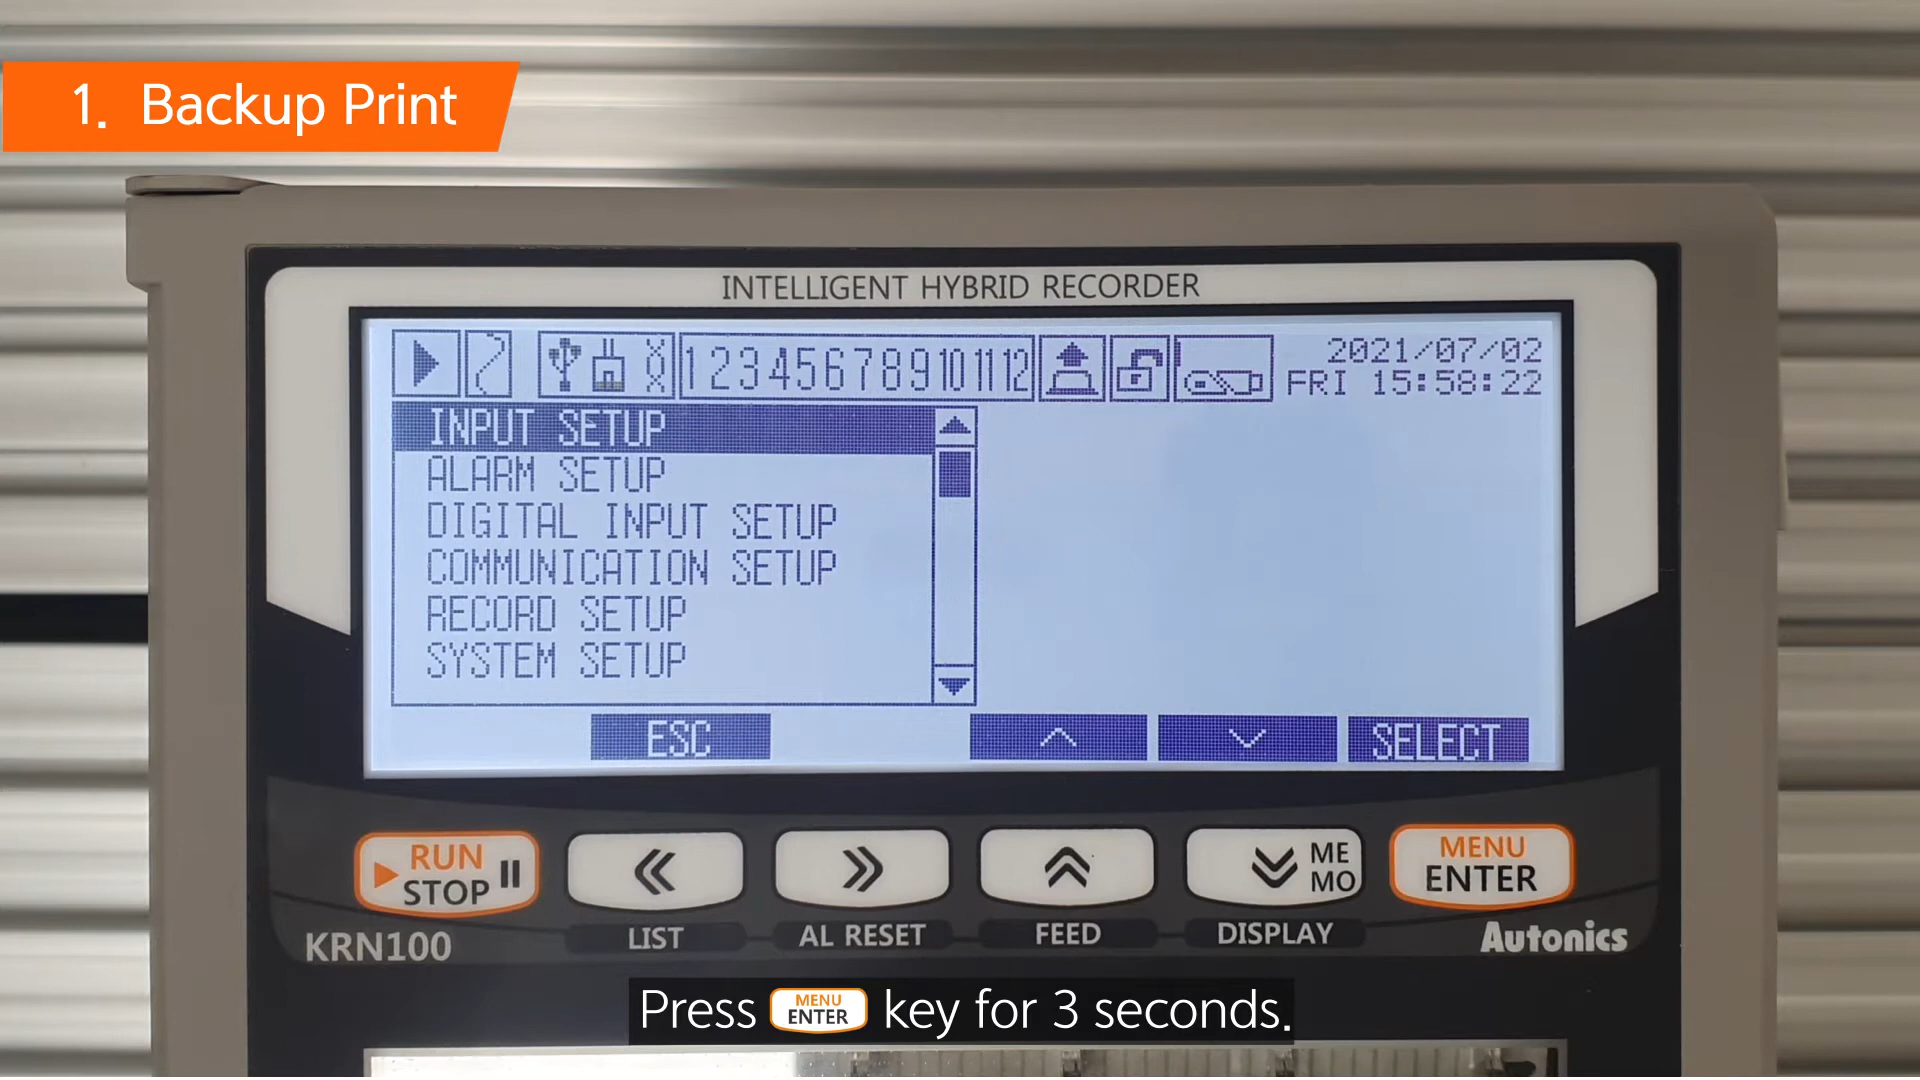 1. Backup Print
INTELLIGENT HYBRID RECORDER
1 2 3 4 5 6 7 8 9 10 11 12
2021/07/02
FRI 15:58:22
INPUT SETUP
ALARM SETUP
DIGITAL INPUT SETUP
COMMUNICATION SETUP
RECORD SETUP
SYSTEM SETUP
ESC
SELECT
RUN
STOP
ME
MO
MENU
ENTER
LIST
AL RESET
FEED
DISPLAY
KRN100
Autonics
Press MENU ENTER key for 3 seconds.